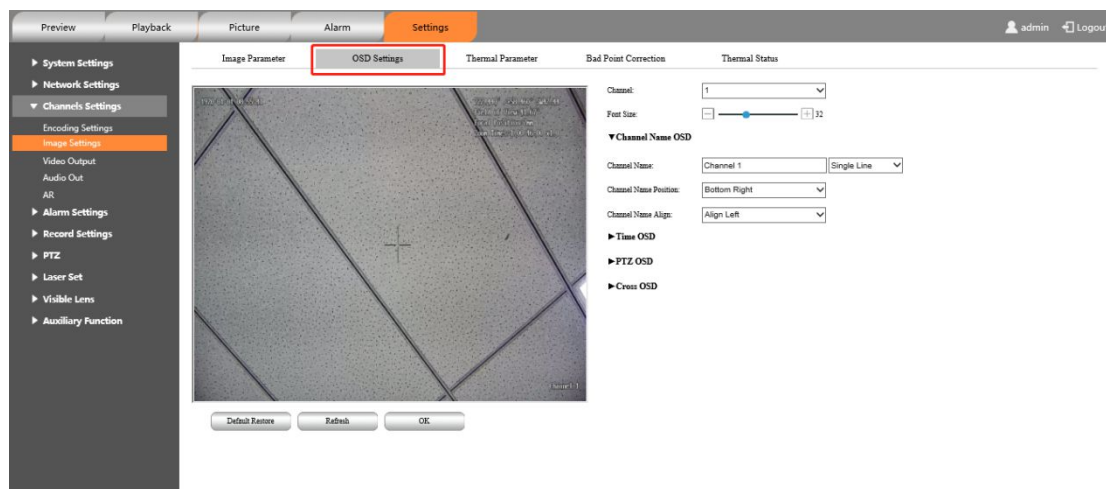 Preview Playback Picture Alarm Settings admin Logout
System Settings
Network Settings
Channels Settings
Encoding Settings
Image Settings
Video Output
Audio Out
AR
Alarm Settings
Record Settings
PTZ
Laser Set
Visible Lens
Auxiliary Function
Image Parameter OSD Settings Thermal Parameter Bad Point Correction Thermal Status
Channel: 1
Font Size: 32
Channel Name OSD
Channel Name: Channel 1 Single Line
Channel Name Position: Bottom Right
Channel Name Align: Align Left
Time OSD
PTZ OSD
Cross OSD
Channel 1
Default Restore Refresh OK